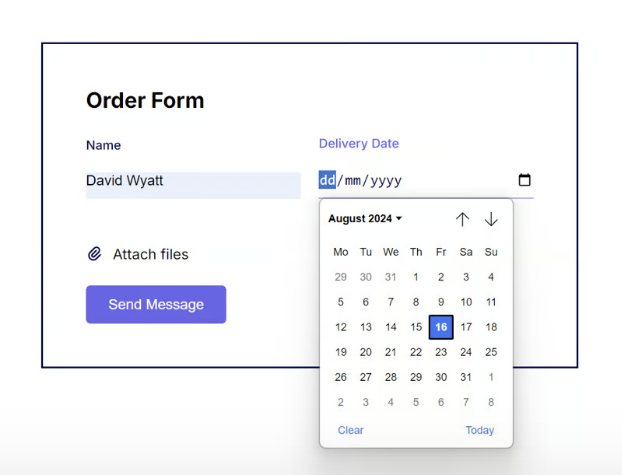 Order Form
Name
Delivery Date
David Wyatt
dd/mm/yyyy
August 2024
Mo Tu We Th Fr Sa Su
29 30 31 1 2 3 4
5 6 7 8 9 10 11
12 13 14 15 16 17 18
19 20 21 22 23 24 25
26 27 28 29 30 31 1
2 3 4 5 6 7 8
Clear Today
Attach files
Send Message